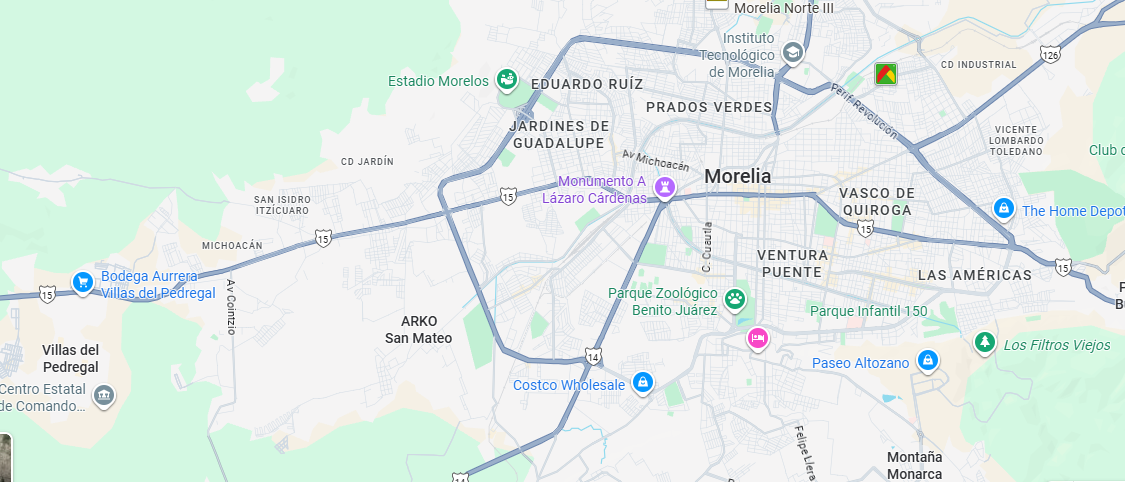 Morelia Norte III
Instituto
Tecnológico
de Morelia
126
CD INDUSTRIAL
Estadio Morelos
EDUARDO RUÍZ
PRADOS VERDES
Perif. Revolución
JARDINES DE
GUADALUPE
VICENTE
LOMBARDO
TOLEDANO
Club
CD JARDÍN
Av Michoacán
Morelia
Monumento A
Lázaro Cárdenas
15
VASCO DE
QUIROGA
SAN ISIDRO
ITZÍCUARO
The Home Depot
15
15
MICHOACÁN
C. Cuautla
VENTURA
PUENTE
15
LAS AMÉRICAS
Bodega Aurrera
Villas del Pedregal
15
Av Cointzio
Parque Zoológico
Benito Juárez
Parque Infantil 150
ARKO
San Mateo
Los Filtros Viejos
Villas del
Pedregal
14
Paseo Altozano
Costco Wholesale
Centro Estatal
de Comando...
Felipe Llera
Montaña
Monarca
14